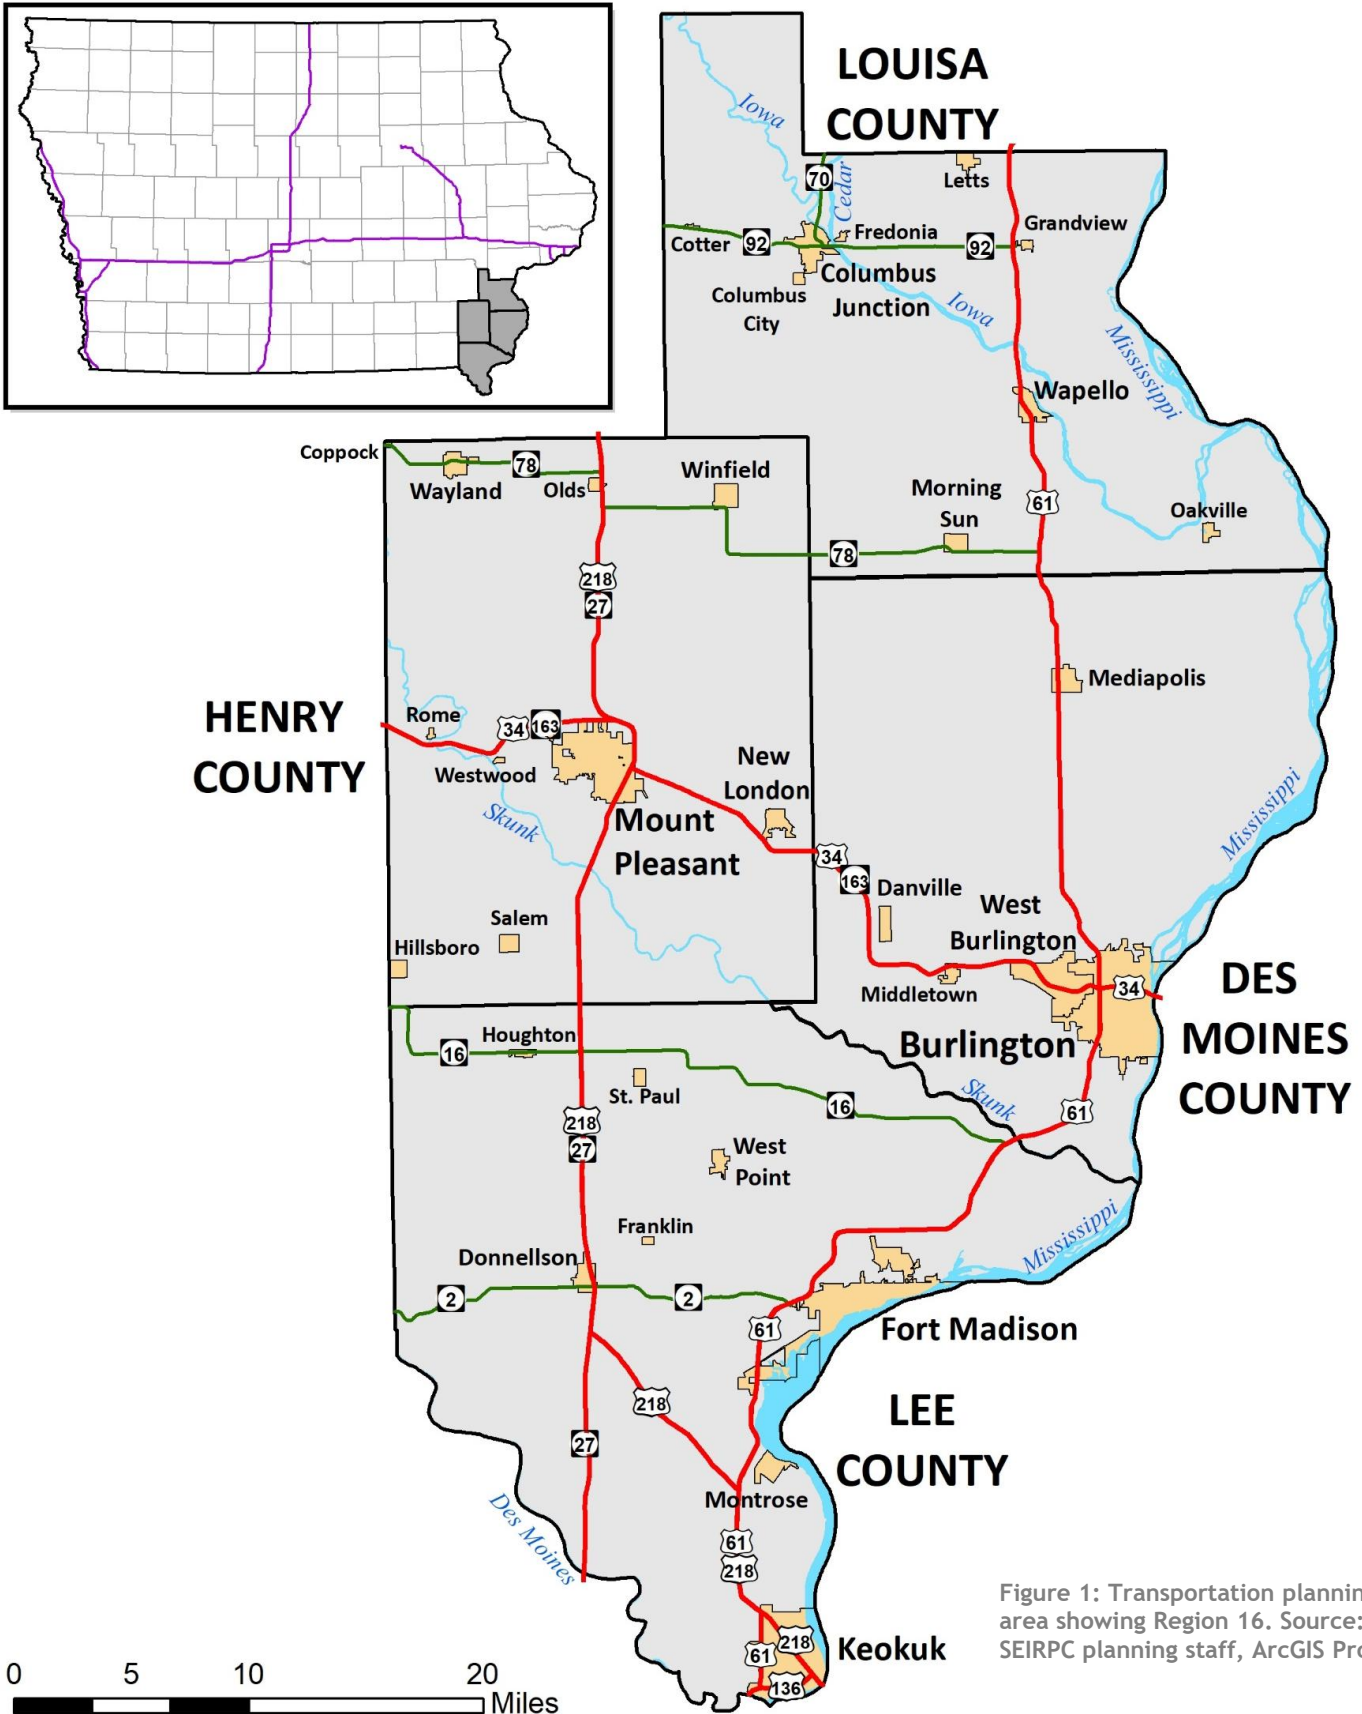 LOUISA
COUNTY
Iowa
70
Cedar
Letts
Cotter
92
Fredonia
92
Grandview
Columbus
City
Columbus
Junction
Iowa
Mississippi
Wapello
Coppock
Wayland
78
Olds
Winfield
Morning
Sun
61
Oakville
78
218
27
Mediapolis
HENRY
COUNTY
Rome
34
163
Westwood
New
London
Skunk
Mount
Pleasant
Mississippi
34
163
Danville
West
Burlington
Salem
Hillsboro
Middletown
34
DES
MOINES
COUNTY
Burlington
Houghton
16
St. Paul
16
Skunk
61
218
27
West
Point
Franklin
Donnellson
Mississippi
2
2
61
Fort Madison
218
LEE
COUNTY
27
Montrose
Des Moines
61
218
Keokuk
218
61
136
Figure 1: Transportation plannin
area showing Region 16. Source:
SEIRPC planning staff, ArcGIS Pro
0 5 10 20
Miles